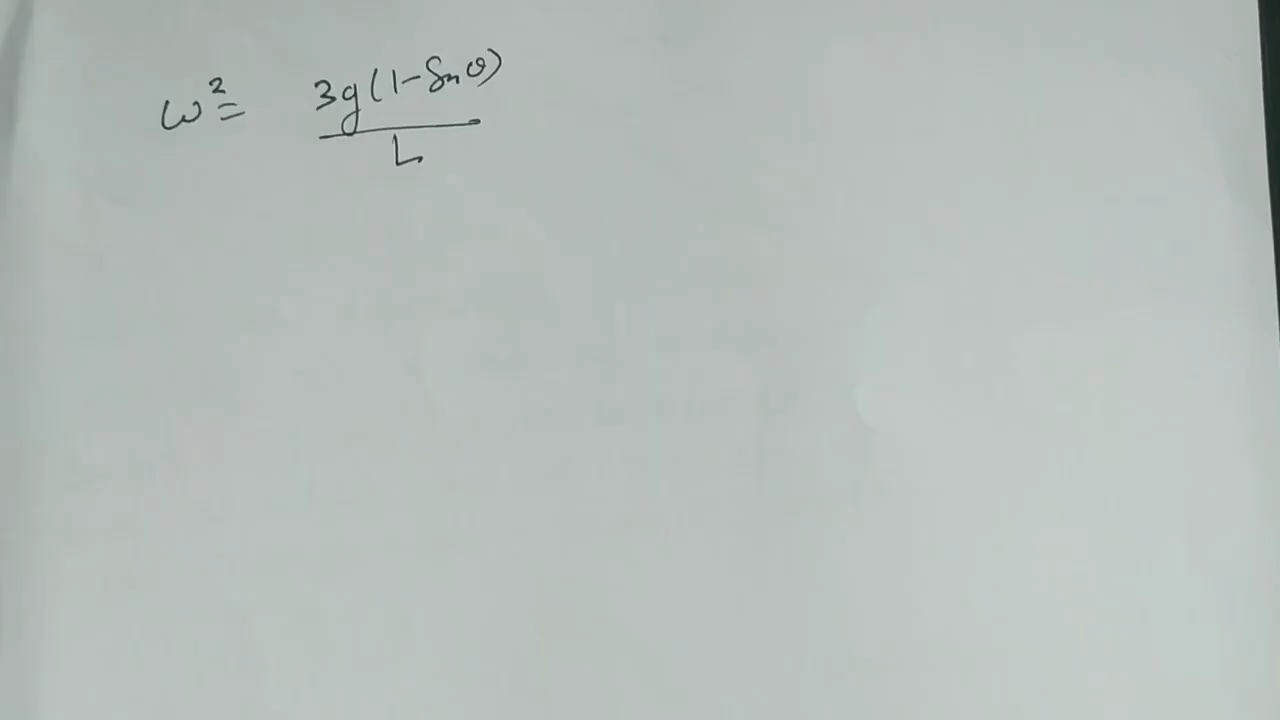 ω² = 3g(1-Sinθ)
L